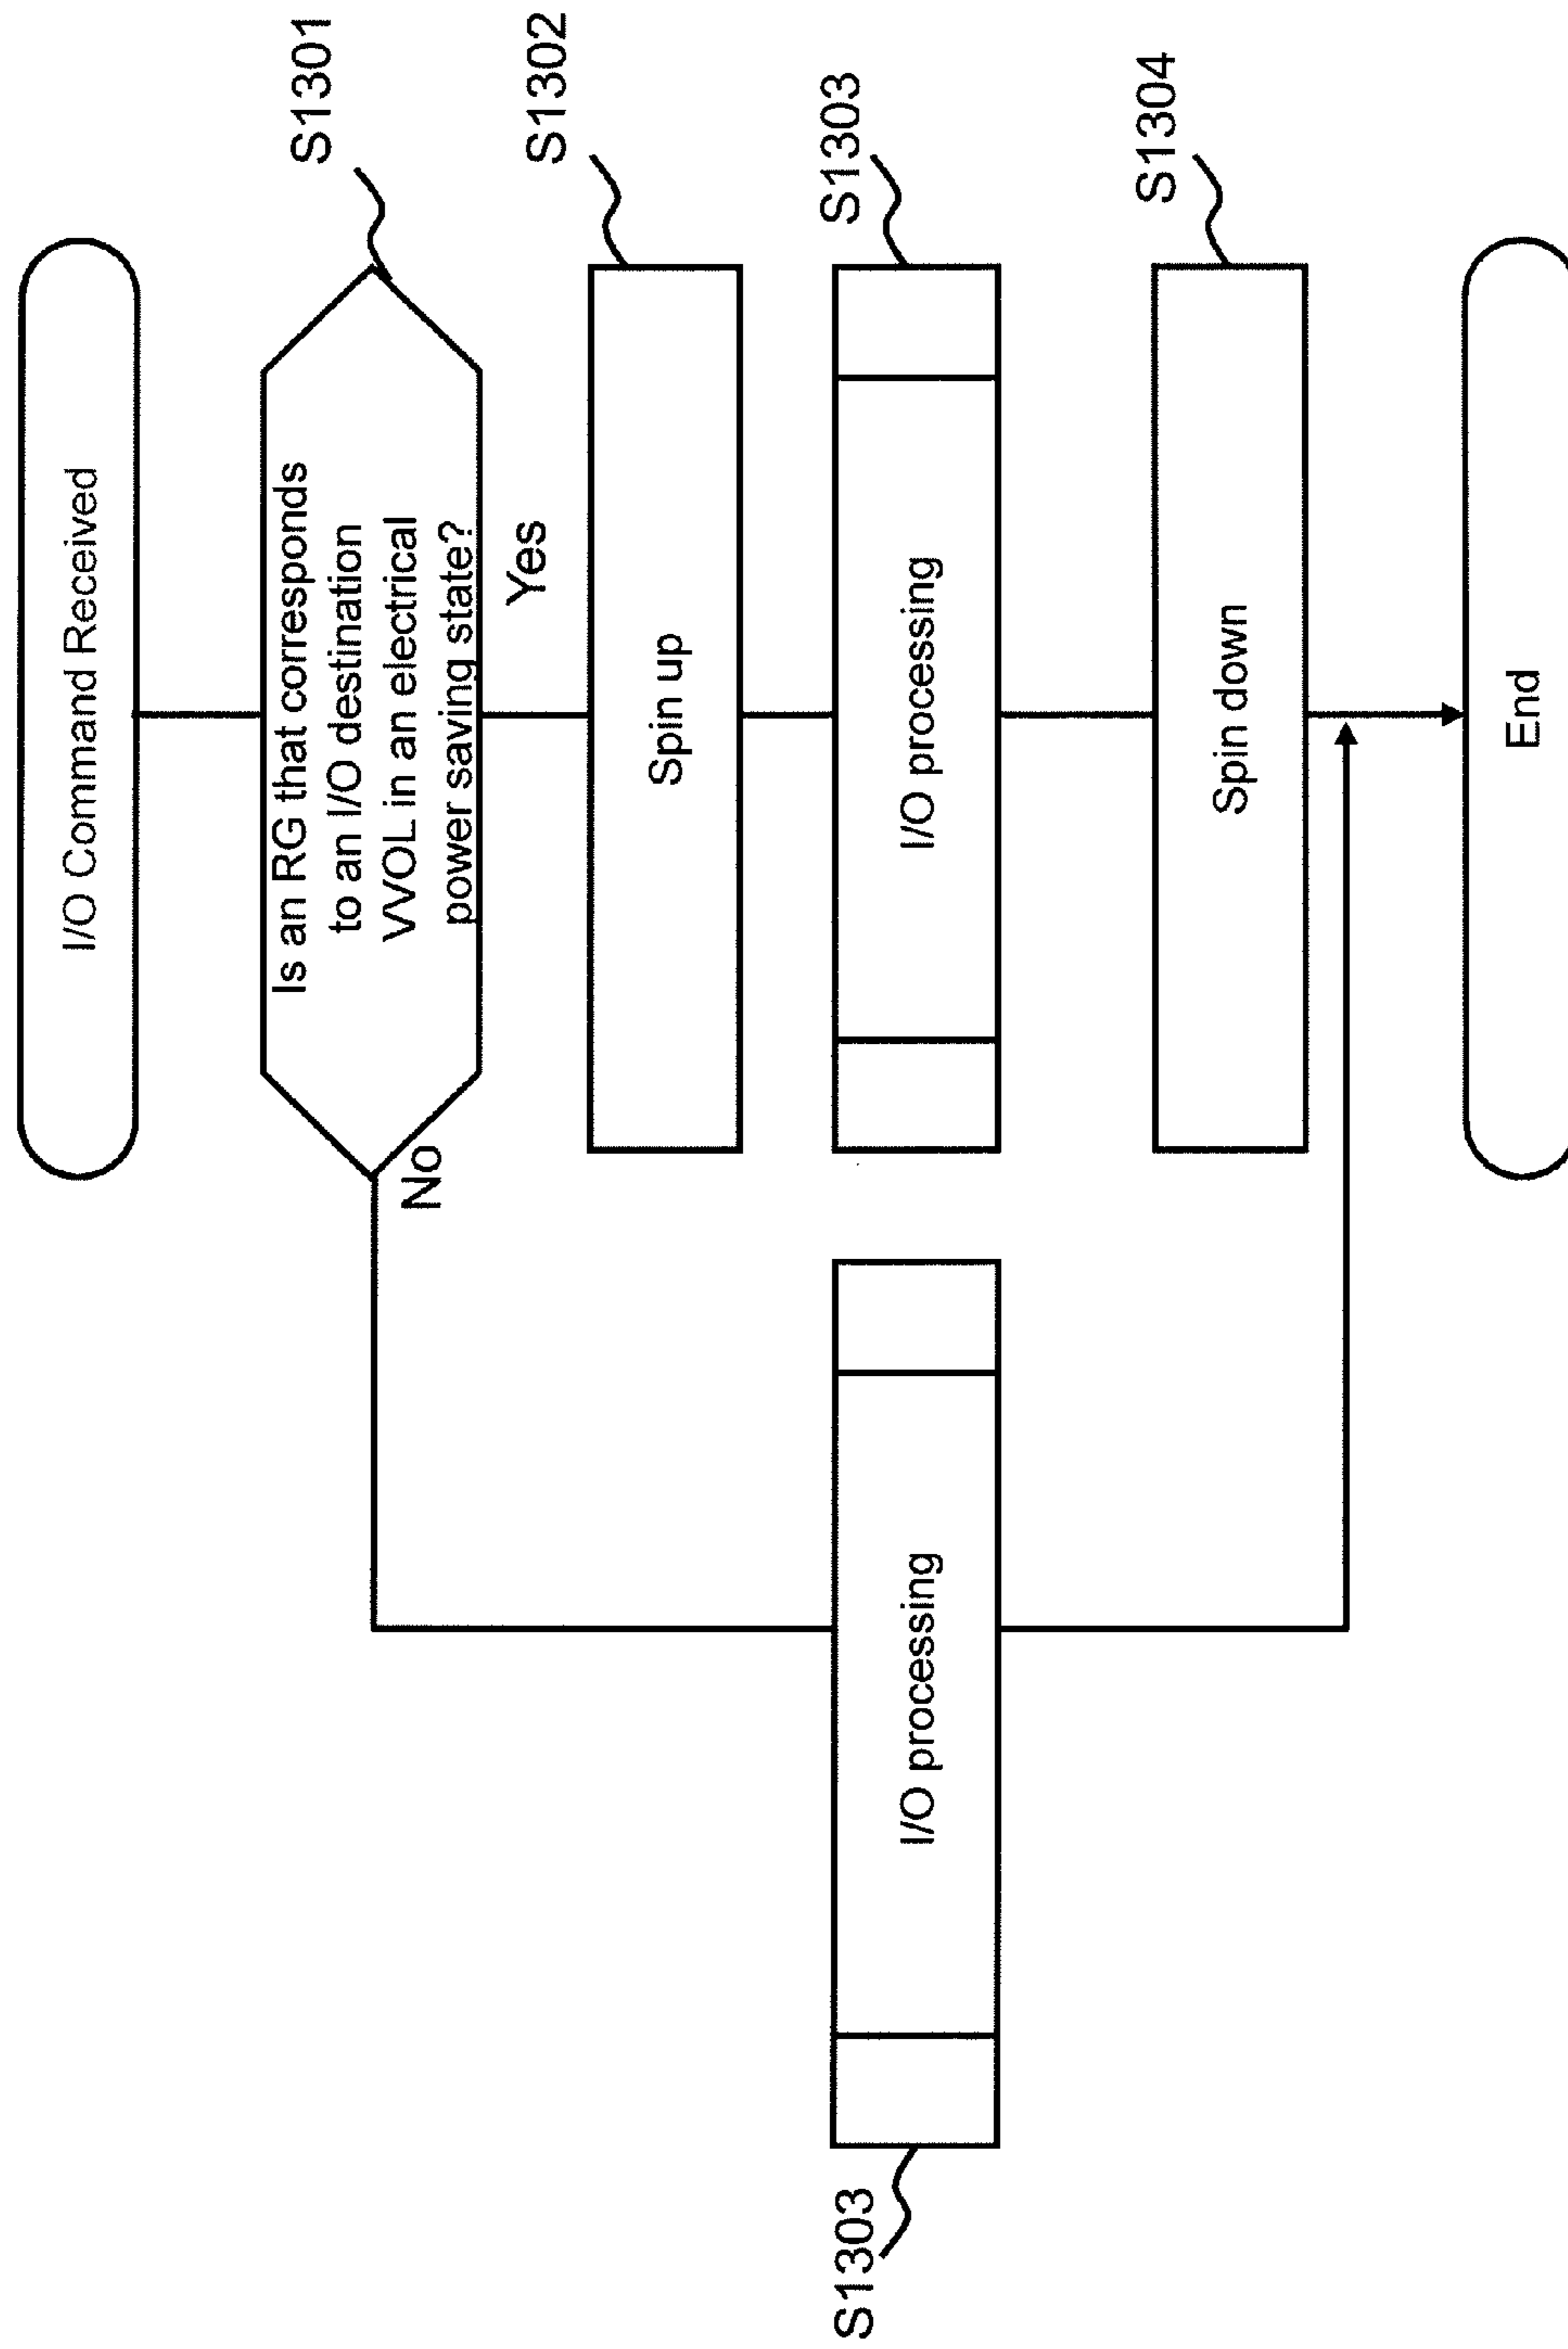 I/O Command Received
S1301
Is an RG that corresponds
to an I/O destination
VVOL in an electrical
power saving state?
No
Yes
S1302
Spin up
S1303
I/O processing
S1303
I/O processing
S1304
Spin down
End